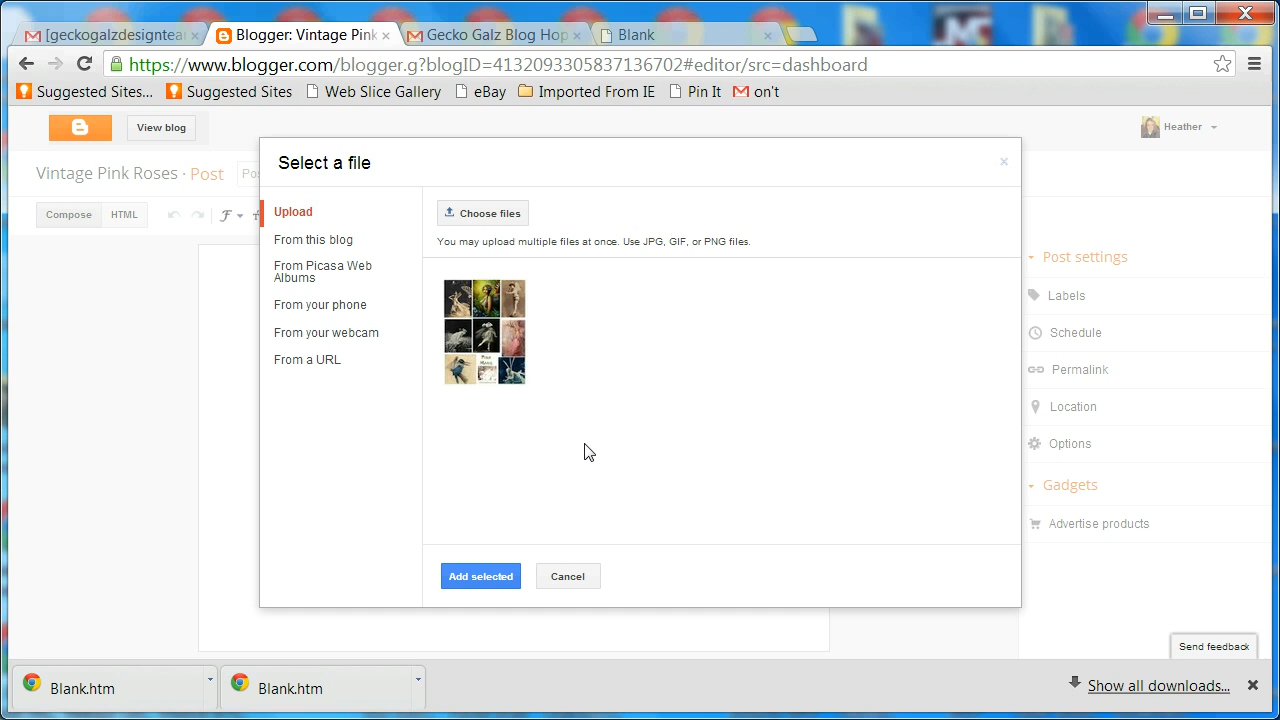 [geckogalzdesigntear
Blogger: Vintage Pink
Gecko Galz Blog Hop
Blank
https://www.blogger.com/blogger.g?blogID=4132093305837136702#editor/src=dashboard
Suggested Sites...
Suggested Sites
Web Slice Gallery
eBay
Imported From IE
Pin It
on't
View blog
Heather
Vintage Pink Roses · Post
Pos
Compose
HTML
Select a file
Upload
From this blog
From Picasa Web
Albums
From your phone
From your webcam
From a URL
Choose files
You may upload multiple files at once. Use JPG, GIF, or PNG files.
Add selected
Cancel
Post settings
Labels
Schedule
Permalink
Location
Options
Gadgets
Advertise products
Send feedback
Blank.htm
Blank.htm
Show all downloads...